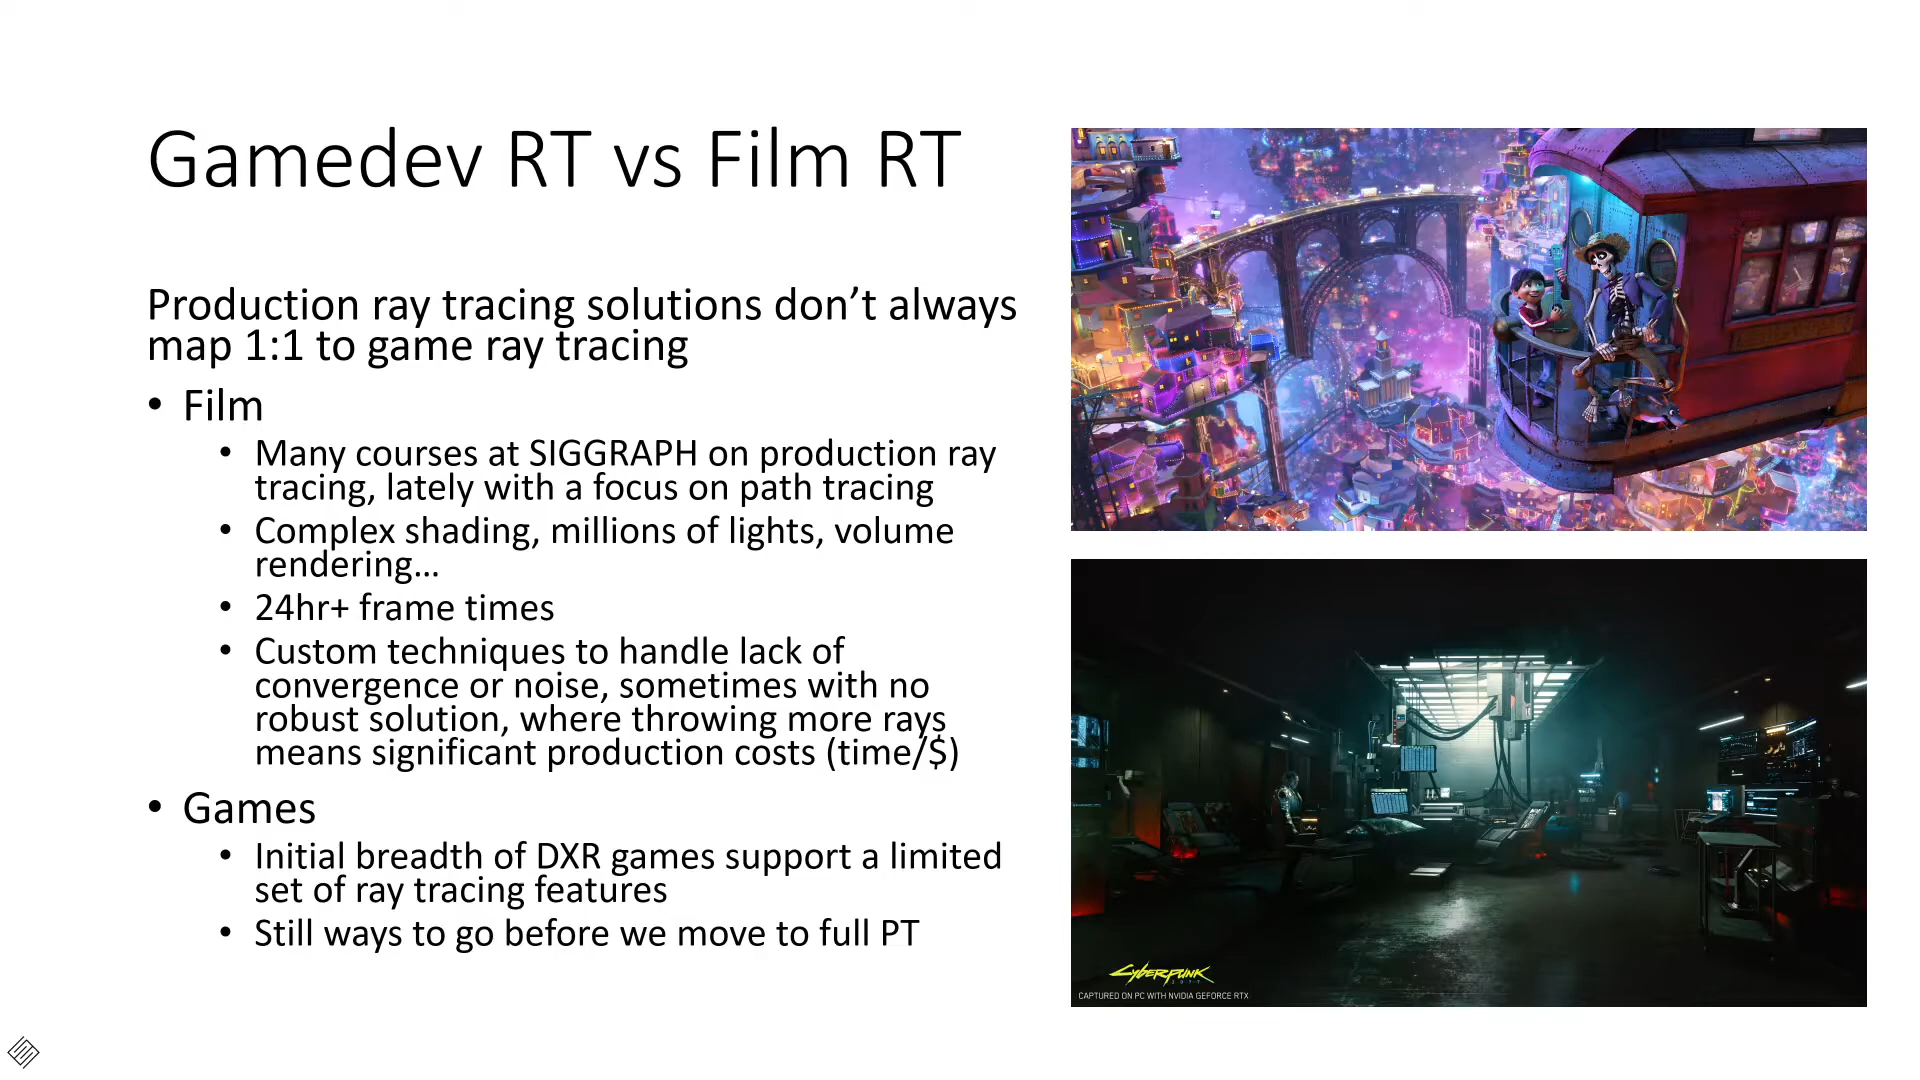 Gamedev RT vs Film RT
Production ray tracing solutions don’t always
map 1:1 to game ray tracing
• Film
• Many courses at SIGGRAPH on production ray
tracing, lately with a focus on path tracing
• Complex shading, millions of lights, volume
rendering…
• 24hr+ frame times
• Custom techniques to handle lack of
convergence or noise, sometimes with no
robust solution, where throwing more rays
means significant production costs (time/$)
• Games
• Initial breadth of DXR games support a limited
set of ray tracing features
• Still ways to go before we move to full PT
Cyberpunk
2077
CAPTURED ON PC WITH NVIDIA GEFORCE RTX